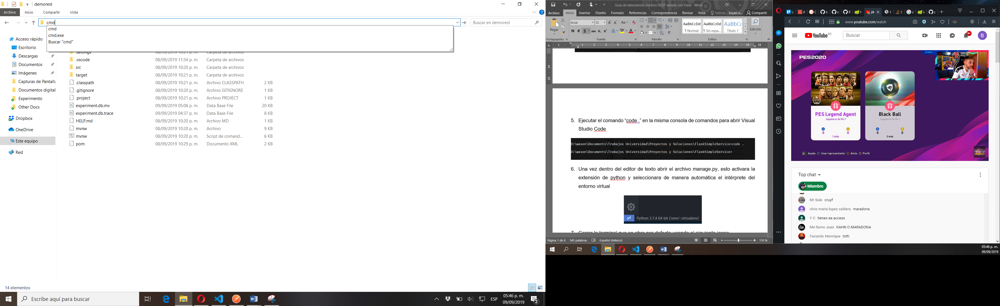 demorest
Archivo
Inicio
Compartir
Vista
cmd
Buscar en demorest
cmd
cmd.exe
Buscar "cmd"
Acceso rápido
Escritorio
Descargas
Documentos
Imágenes
Capturas de Pantalla
Documentos digital
Experimento
Other Docs
Dropbox
OneDrive
Este equipo
Red
.settings 08/09/2019 10:21 p. m. Carpeta de archivos
.vscode 08/09/2019 11:54 p. m. Carpeta de archivos
src 08/09/2019 10:20 p. m. Carpeta de archivos
target 08/09/2019 10:21 p. m. Carpeta de archivos
.classpath 08/09/2019 10:21 p. m. Archivo CLASSPATH 2 KB
.gitignore 08/09/2019 10:20 p. m. Archivo GITIGNORE 1 KB
.project 08/09/2019 10:21 p. m. Archivo PROJECT 1 KB
experiment.db.mv 09/09/2019 05:08 p. m. Data Base File 20 KB
experiment.db.trace 09/09/2019 04:37 p. m. Data Base File 8 KB
HELP.md 08/09/2019 10:20 p. m. Archivo MD 1 KB
mvnw 08/09/2019 10:20 p. m. Archivo 9 KB
mvnw 08/09/2019 10:20 p. m. Script de comand... 6 KB
pom 08/09/2019 10:29 p. m. Documento XML 2 KB
14 elementos
Escribe aquí para buscar
ESP
05:46 p. m.
09/09/2019
2
Guía de laboratorio Servicio REST simple con Flask - Word
Archivo Inicio Insertar Diseño Formato Referencias Correspondencia Revisar Vista Indicar... bryan o... Compartir
Pegar
Arial 12
N K S abc
AaBbCcDd AaBbCcDd AaBbCc
¶ Normal ¶ Sin espa... Título 1
Edición
Portapapeles Fuente Párrafo Estilos
5. Ejecutar el comando “code .” en la misma consola de comandos para abrir Visual
Studio Code
D:\wason\Documents\Trabajos Universidad\Proyectos y Soluciones\FlaskSimpleService>code .
D:\wason\Documents\Trabajos Universidad\Proyectos y Soluciones\FlaskSimpleService>
6. Una vez dentro del editor de texto abrir el archivo manage.py, esto activara la
extensión de python y seleccionara de manera automática el intérprete del
entorno virtual
Python 3.7.4 64-bit ('venv': virtualenv)
7. Cerrar la terminal que se abre por defecto usando el siguiente icono
Página 1 de 8 345 palabras Español (México) 110 %
VPN
www.youtube.com/watch
YouTube EC
Buscar
9+
B
PES2020
PES Legend Agent
Jugadores de Nv.1
0 0
1 más
Black Ball
Jugadores de Nv.1
0 0
2 más
Ayuda Usar representante Atrás Perfil
MARIO
Top chat
Miembro
Mr Sule cruyf
olvis maria lopez caldera maradona
Y C tienes ea access
Me llamo Juan KAHN O MARADONA
Facundo Manrique totti
05:46 p. m.
09/09/2019